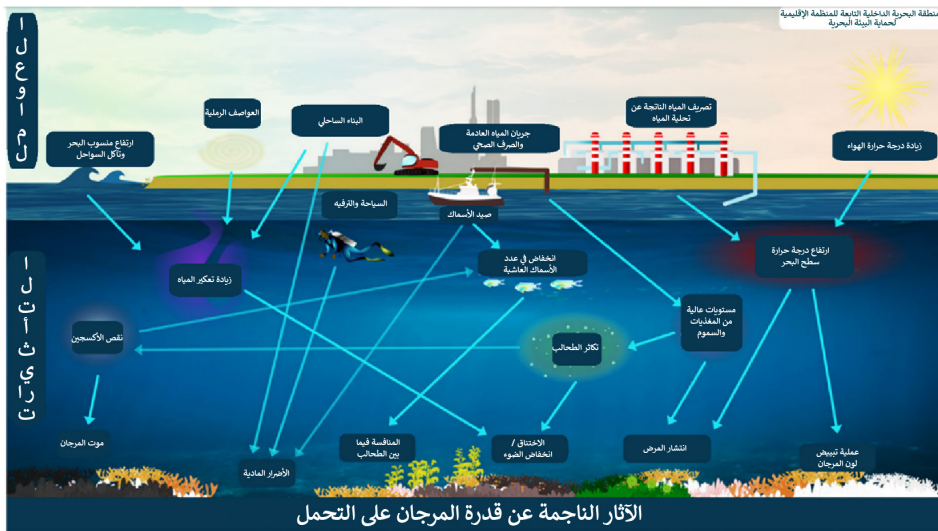 منطقة البحرية الداخلية التابعة للمنظمة الإقليمية
لحماية البيئة البحرية
العوامل
تصريف المياه الناتجة عن
تحلية المياه
العواصف الرملية
البناء الساحلي
جريان المياه العادمة
والصرف الصحي
زيادة درجة حرارة الهواء
ارتفاع منسوب البحر
وتآكل السواحل
السياحة والترفيه
صيد الأسماك
التأثيرات
ارتفاع درجة حرارة
سطح البحر
انخفاض في عدد
الأسماك العاشبة
زيادة تعكير المياه
مستويات عالية
من المغذيات
والسموم
تكاثر الطحالب
نقص الأكسجين
موت المرجان
الأضرار المادية
المنافسة فيما
بين الطحالب
الاختناق /
انخفاض الضوء
انتشار المرض
عملية تبييض
لون المرجان
الآثار الناجمة عن قدرة المرجان على التحمل